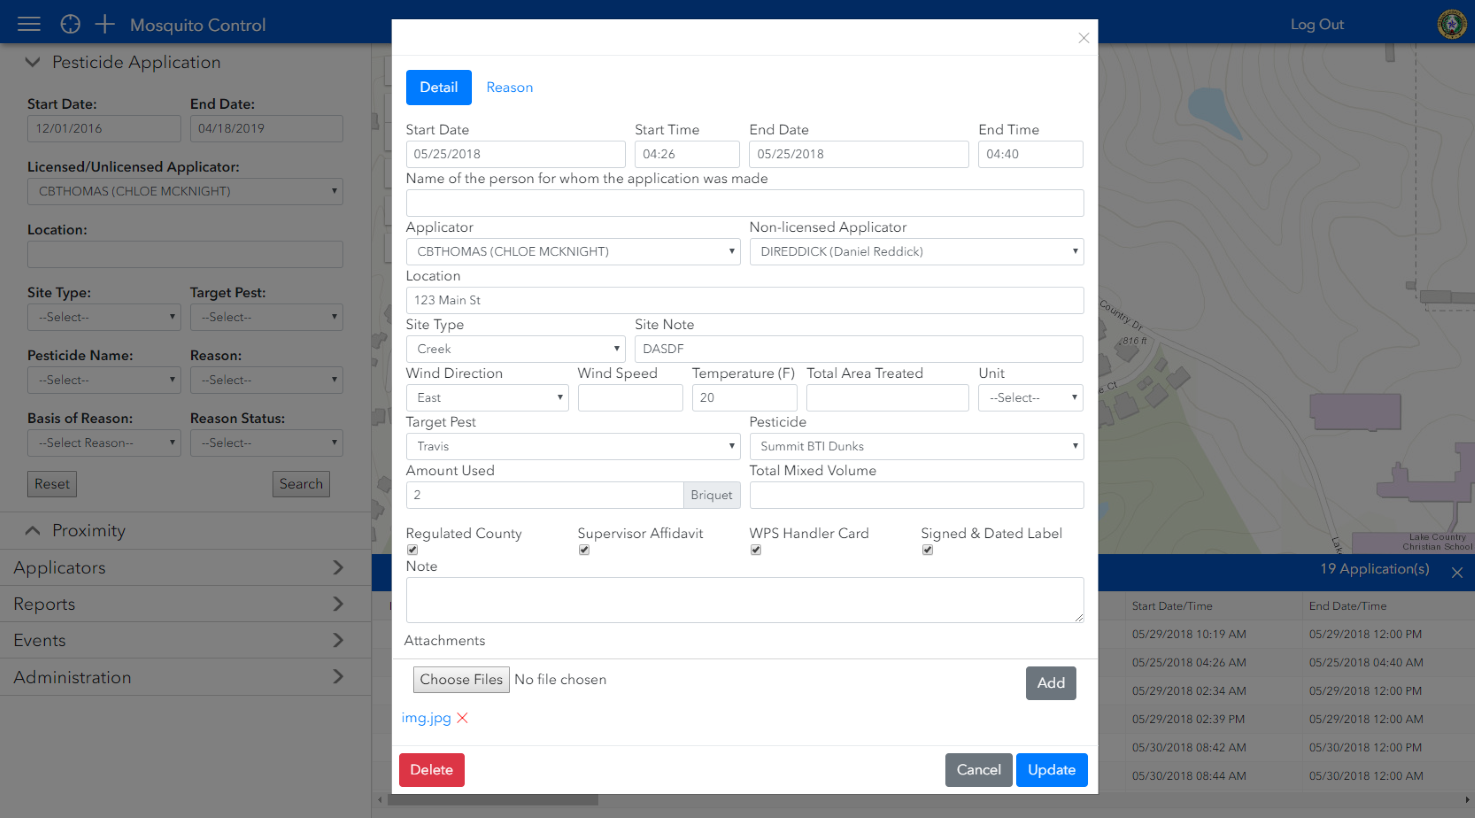 Mosquito Control
Log Out
Pesticide Application
Start Date: End Date:
12/01/2016 04/18/2019
Licensed/Unlicensed Applicator:
CBTHOMAS (CHLOE MCKNIGHT)
Location:
Site Type: Target Pest:
--Select-- --Select--
Pesticide Name: Reason:
--Select-- --Select--
Basis of Reason: Reason Status:
--Select Reason-- --Select--
Reset Search
Proximity
Applicators
Reports
Events
Administration
Detail Reason
Start Date Start Time End Date End Time
05/25/2018 04:26 05/25/2018 04:40
Name of the person for whom the application was made
Applicator Non-licensed Applicator
CBTHOMAS (CHLOE MCKNIGHT) DIREDDICK (Daniel Reddick)
Location
123 Main St
Site Type Site Note
Creek DASDF
Wind Direction Wind Speed Temperature (F) Total Area Treated Unit
East 20 --Select--
Target Pest Pesticide
Travis Summit BTI Dunks
Amount Used Total Mixed Volume
2 Briquet
Regulated County Supervisor Affidavit WPS Handler Card Signed & Dated Label
Note
Attachments
Choose Files No file chosen Add
img.jpg
Delete Cancel Update
Country Dr
816 ft
Ct
Lake Country
Christian School
19 Application(s)
Start Date/Time End Date/Time
05/29/2018 10:19 AM 05/29/2018 12:00 PM
05/25/2018 04:26 AM 05/25/2018 04:40 AM
05/29/2018 02:34 AM 05/29/2018 12:00 PM
05/29/2018 02:39 PM 05/29/2018 12:00 AM
05/30/2018 08:42 AM 05/30/2018 12:00 PM
05/30/2018 08:44 AM 05/30/2018 12:00 AM